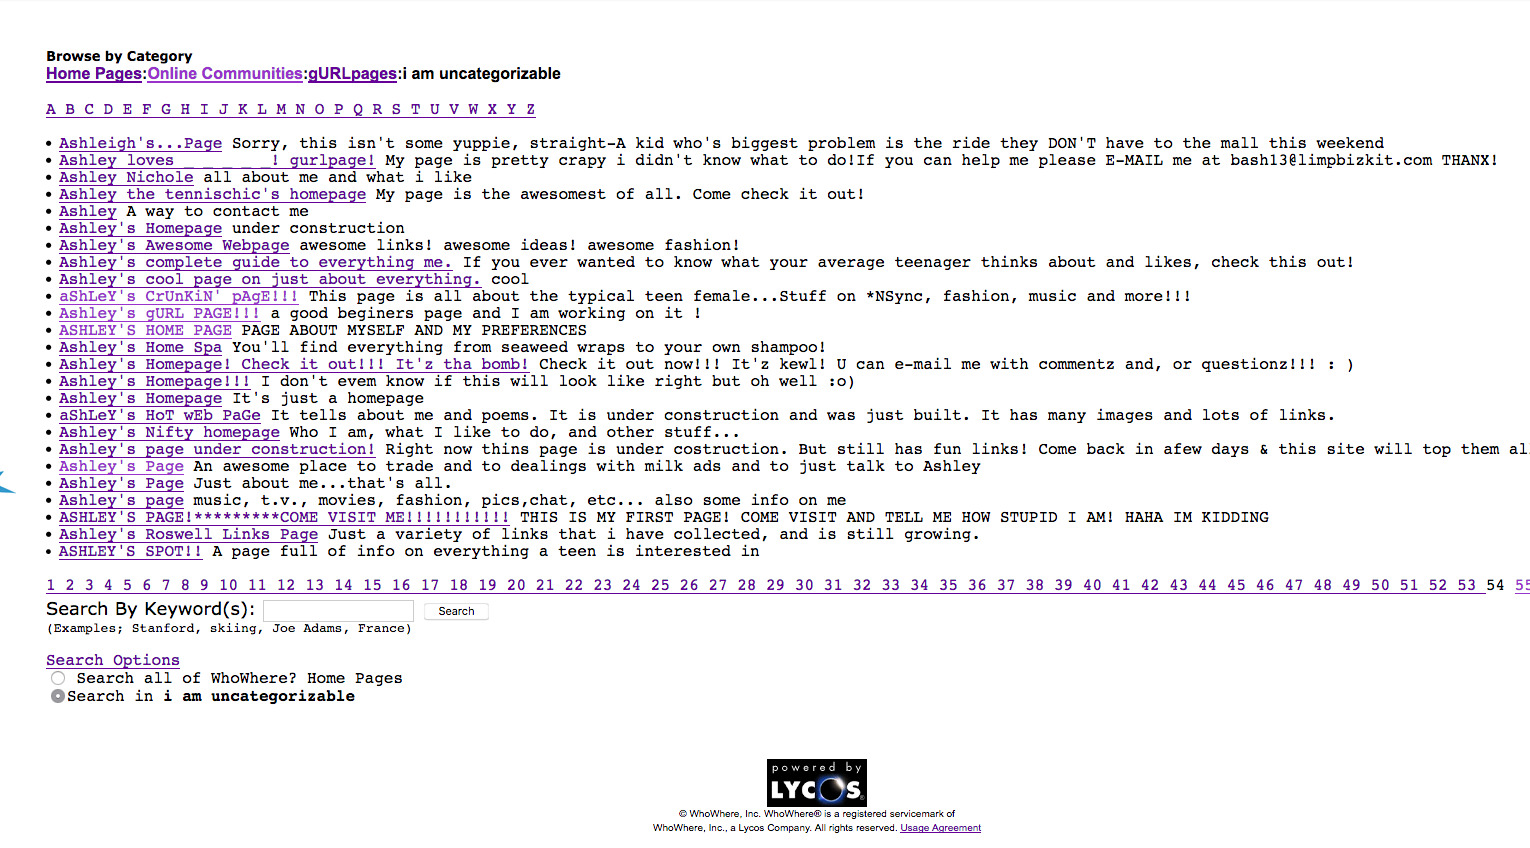 Browse by Category
Home Pages:Online Communities:gURLpages:i am uncategorizable
A B C D E F G H I J K L M N O P Q R S T U V W X Y Z
• Ashleigh's...Page Sorry, this isn't some yuppie, straight-A kid who's biggest problem is the ride they DON'T have to the mall this weekend
• Ashley loves _ _ _ _ _! gurlpage! My page is pretty crapy i didn't know what to do!If you can help me please E-MAIL me at bash13@limpbizkit.com THANX!
• Ashley Nichole all about me and what i like
• Ashley the tennischic's homepage My page is the awesomest of all. Come check it out!
• Ashley A way to contact me
• Ashley's Homepage under construction
• Ashley's Awesome Webpage awesome links! awesome ideas! awesome fashion!
• Ashley's complete guide to everything me. If you ever wanted to know what your average teenager thinks about and likes, check this out!
• Ashley's cool page on just about everything. cool
• aShLeY's CrUnKiN' pAgE!!! This page is all about the typical teen female...Stuff on *NSync, fashion, music and more!!!
• Ashley's gURL PAGE!!! a good beginers page and I am working on it !
• ASHLEY'S HOME PAGE PAGE ABOUT MYSELF AND MY PREFERENCES
• Ashley's Home Spa You'll find everything from seaweed wraps to your own shampoo!
• Ashley's Homepage! Check it out!!! It'z tha bomb! Check it out now!!! It'z kewl! U can e-mail me with commentz and, or questionz!!! : )
• Ashley's Homepage!!! I don't evem know if this will look like right but oh well :o)
• Ashley's Homepage It's just a homepage
• aShLeY's HoT wEb PaGe It tells about me and poems. It is under construction and was just built. It has many images and lots of links.
• Ashley's Nifty homepage Who I am, what I like to do, and other stuff...
• Ashley's page under construction! Right now thins page is under costruction. But still has fun links! Come back in afew days & this site will top them al
• Ashley's Page An awesome place to trade and to dealings with milk ads and to just talk to Ashley
• Ashley's Page Just about me...that's all.
• Ashley's page music, t.v., movies, fashion, pics,chat, etc... also some info on me
• ASHLEY'S PAGE!*********COME VISIT ME!!!!!!!!!!! THIS IS MY FIRST PAGE! COME VISIT AND TELL ME HOW STUPID I AM! HAHA IM KIDDING
• Ashley's Roswell Links Page Just a variety of links that i have collected, and is still growing.
• ASHLEY'S SPOT!! A page full of info on everything a teen is interested in
1 2 3 4 5 6 7 8 9 10 11 12 13 14 15 16 17 18 19 20 21 22 23 24 25 26 27 28 29 30 31 32 33 34 35 36 37 38 39 40 41 42 43 44 45 46 47 48 49 50 51 52 53 54 55
Search By Keyword(s): Search
(Examples; Stanford, skiing, Joe Adams, France)
Search Options
Search all of WhoWhere? Home Pages
Search in i am uncategorizable
powered by
LYCOS®
© WhoWhere, Inc. WhoWhere® is a registered servicemark of
WhoWhere, Inc., a Lycos Company. All rights reserved. Usage Agreement